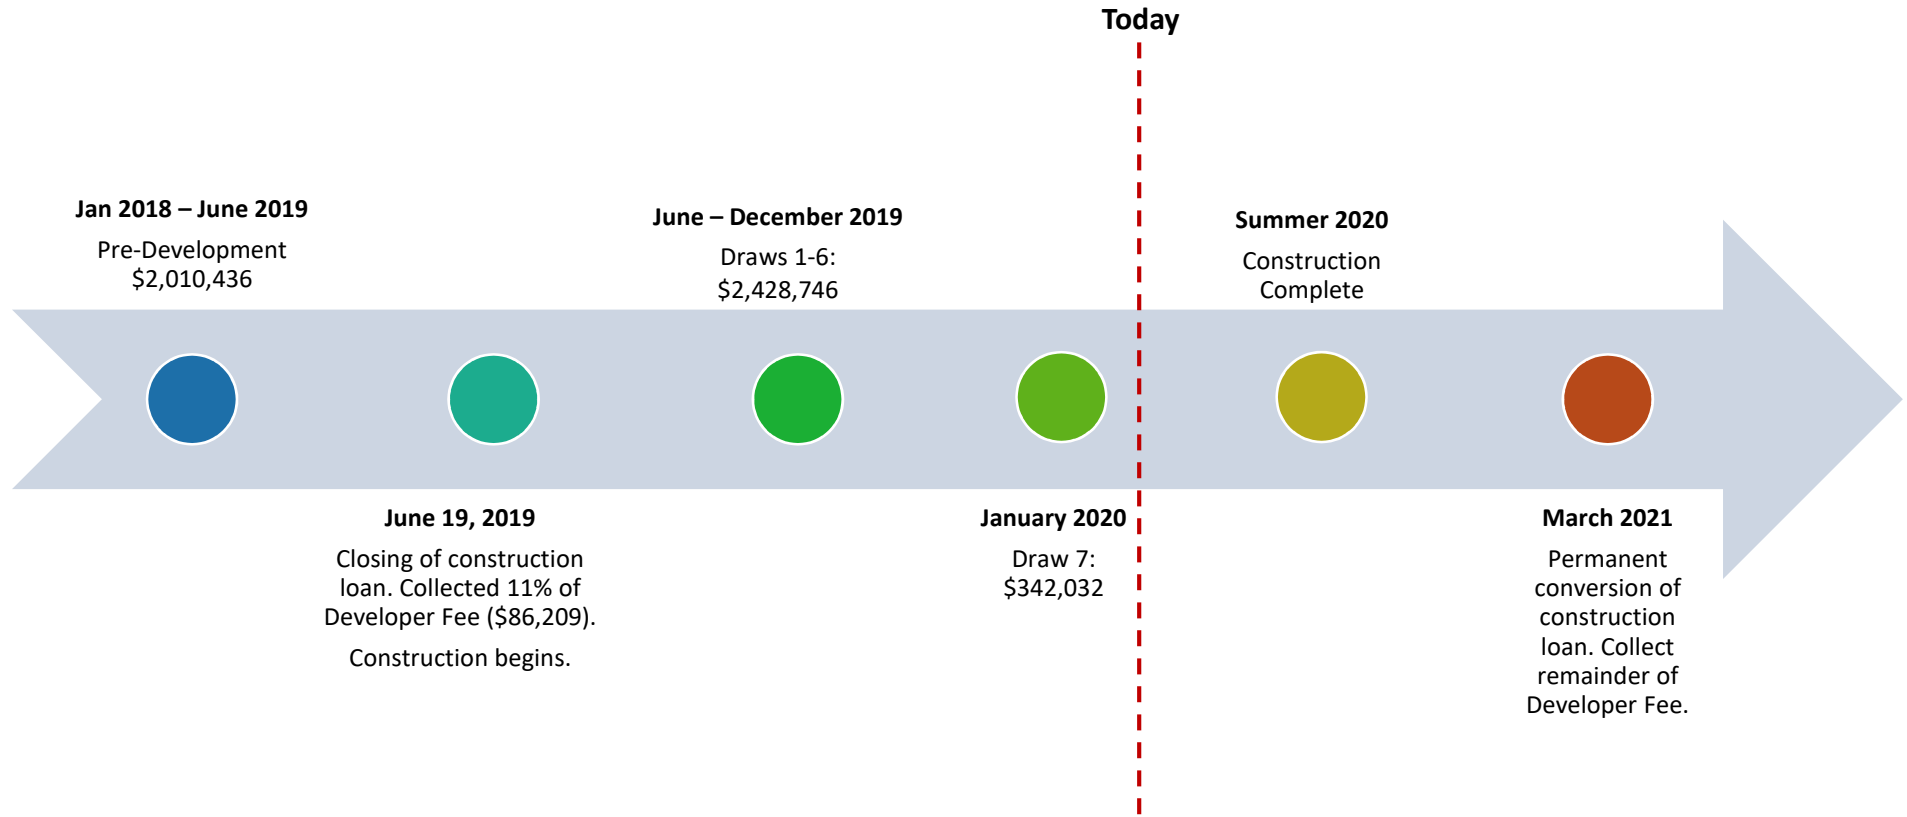 Today
Jan 2018 – June 2019
Pre-Development
$2,010,436
June 19, 2019
Closing of construction
loan. Collected 11% of
Developer Fee ($86,209).
Construction begins.
June – December 2019
Draws 1-6:
$2,428,746
January 2020
Draw 7:
$342,032
Summer 2020
Construction
Complete
March 2021
Permanent
conversion of
construction
loan. Collect
remainder of
Developer Fee.